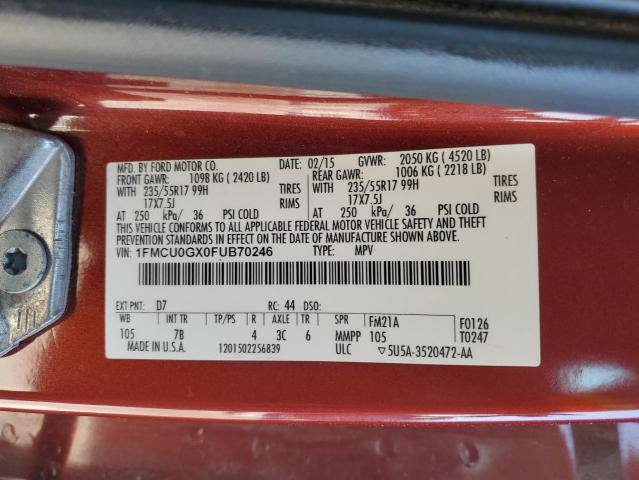 MFD. BY FORD MOTOR CO. DATE: 02/15 GVWR: 2050 KG ( 4520 LB)
FRONT GAWR: 1098 KG ( 2420 LB) REAR GAWR: 1006 KG ( 2218 LB)
WITH 235/55R17 99H TIRES WITH 235/55R17 99H TIRES
17X7.5J RIMS 17X7.5J RIMS
AT 250 kPa/ 36 PSI COLD AT 250 kPa/ 36 PSI COLD
THIS VEHICLE CONFORMS TO ALL APPLICABLE FEDERAL MOTOR VEHICLE SAFETY AND THEFT
PREVENTION STANDARDS IN EFFECT ON THE DATE OF MANUFACTURE SHOWN ABOVE.
VIN: 1FMCU0GX0FUB70246 TYPE: MPV
EXT PNT: D7 RC: 44 DSO:
WB INT TR TP/PS R AXLE TR SPR FM21A F0126
105 7B 4 3C 6 MMPP 105 T0247
MADE IN U.S.A. 1201502256839 ULC ▽5U5A-3520472-AA